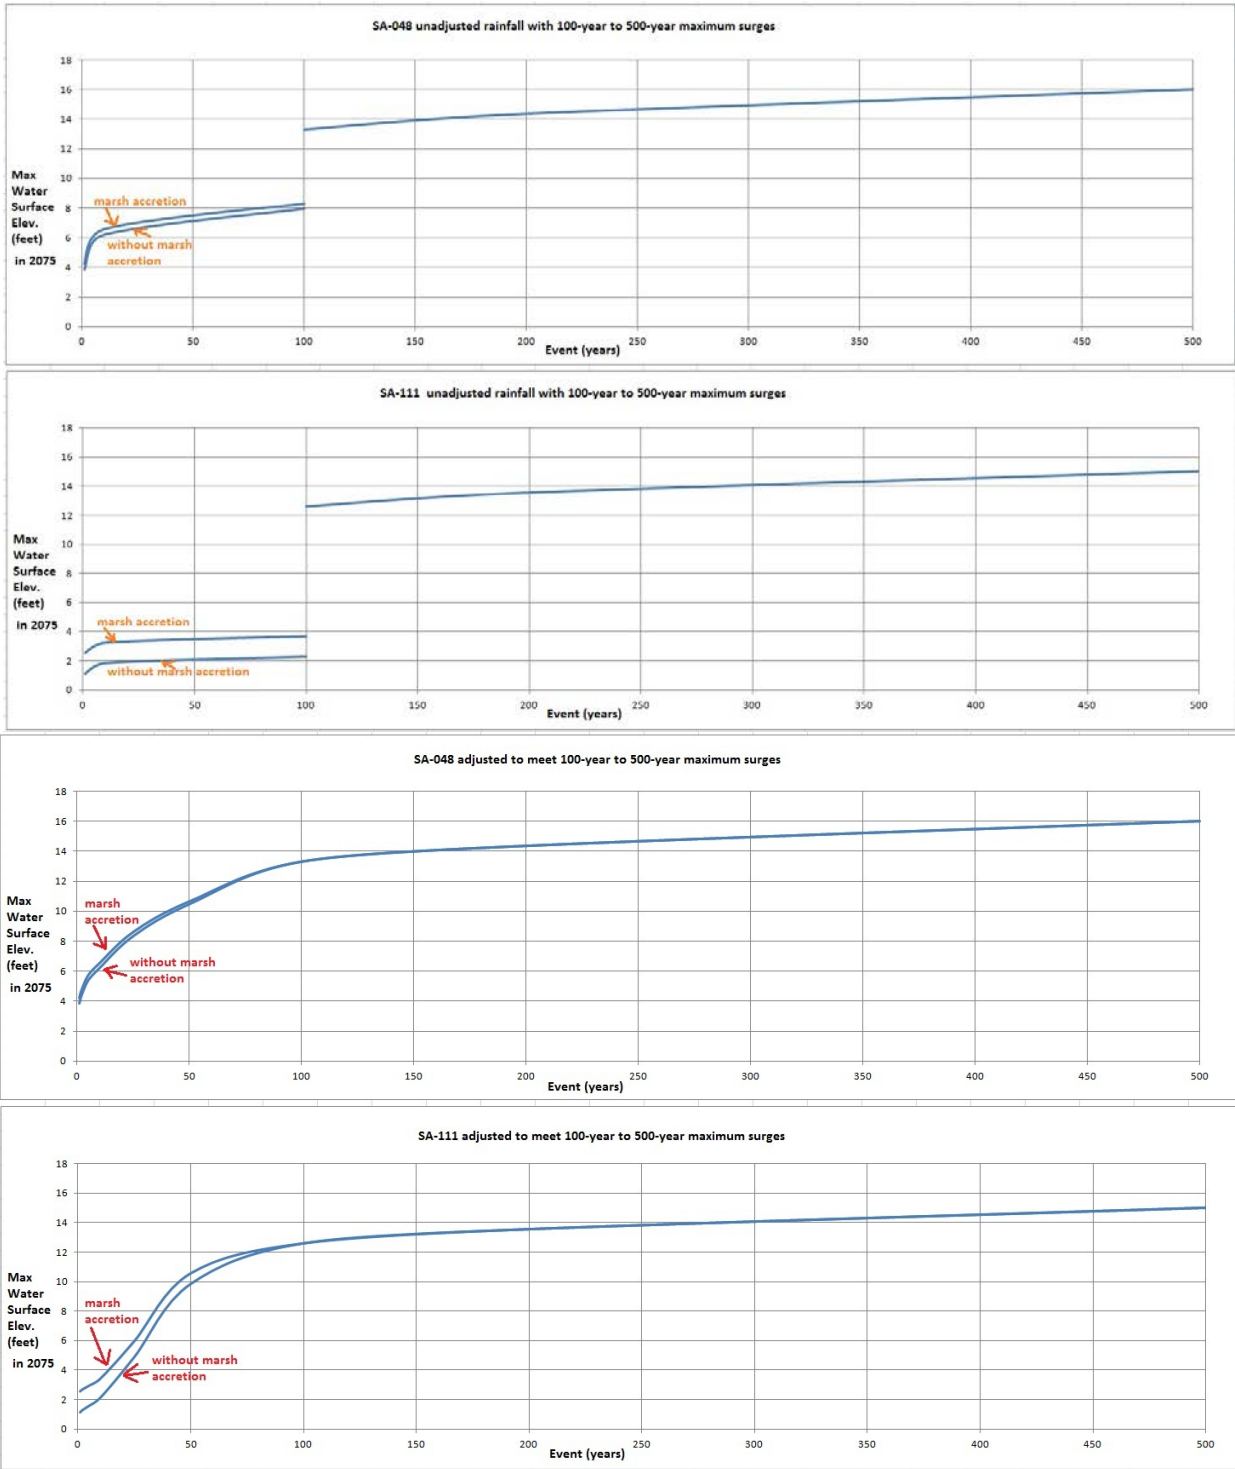 SA-048 unadjusted rainfall with 100-year to 500-year maximum surges
18
16
14
12
10
8
6
4
2
0
Max
Water
Surface
Elev.
(feet)
in 2075
marsh accretion
without marsh
accretion
0 50 100 150 200 250 300 350 400 450 500
Event (years)
SA-111 unadjusted rainfall with 100-year to 500-year maximum surges
18
16
14
12
10
8
6
4
2
0
Max
Water
Surface
Elev.
(feet)
in 2075
marsh accretion
without marsh accretion
0 50 100 150 200 250 300 350 400 450 500
Event (years)
SA-048 adjusted to meet 100-year to 500-year maximum surges
18
16
14
12
10
8
6
4
2
0
Max
Water
Surface
Elev.
(feet)
in 2075
marsh
accretion
without marsh
accretion
0 50 100 150 200 250 300 350 400 450 500
Event (years)
SA-111 adjusted to meet 100-year to 500-year maximum surges
18
16
14
12
10
8
6
4
2
0
Max
Water
Surface
Elev.
(feet)
in 2075
marsh
accretion
without marsh
accretion
0 50 100 150 200 250 300 350 400 450 500
Event (years)